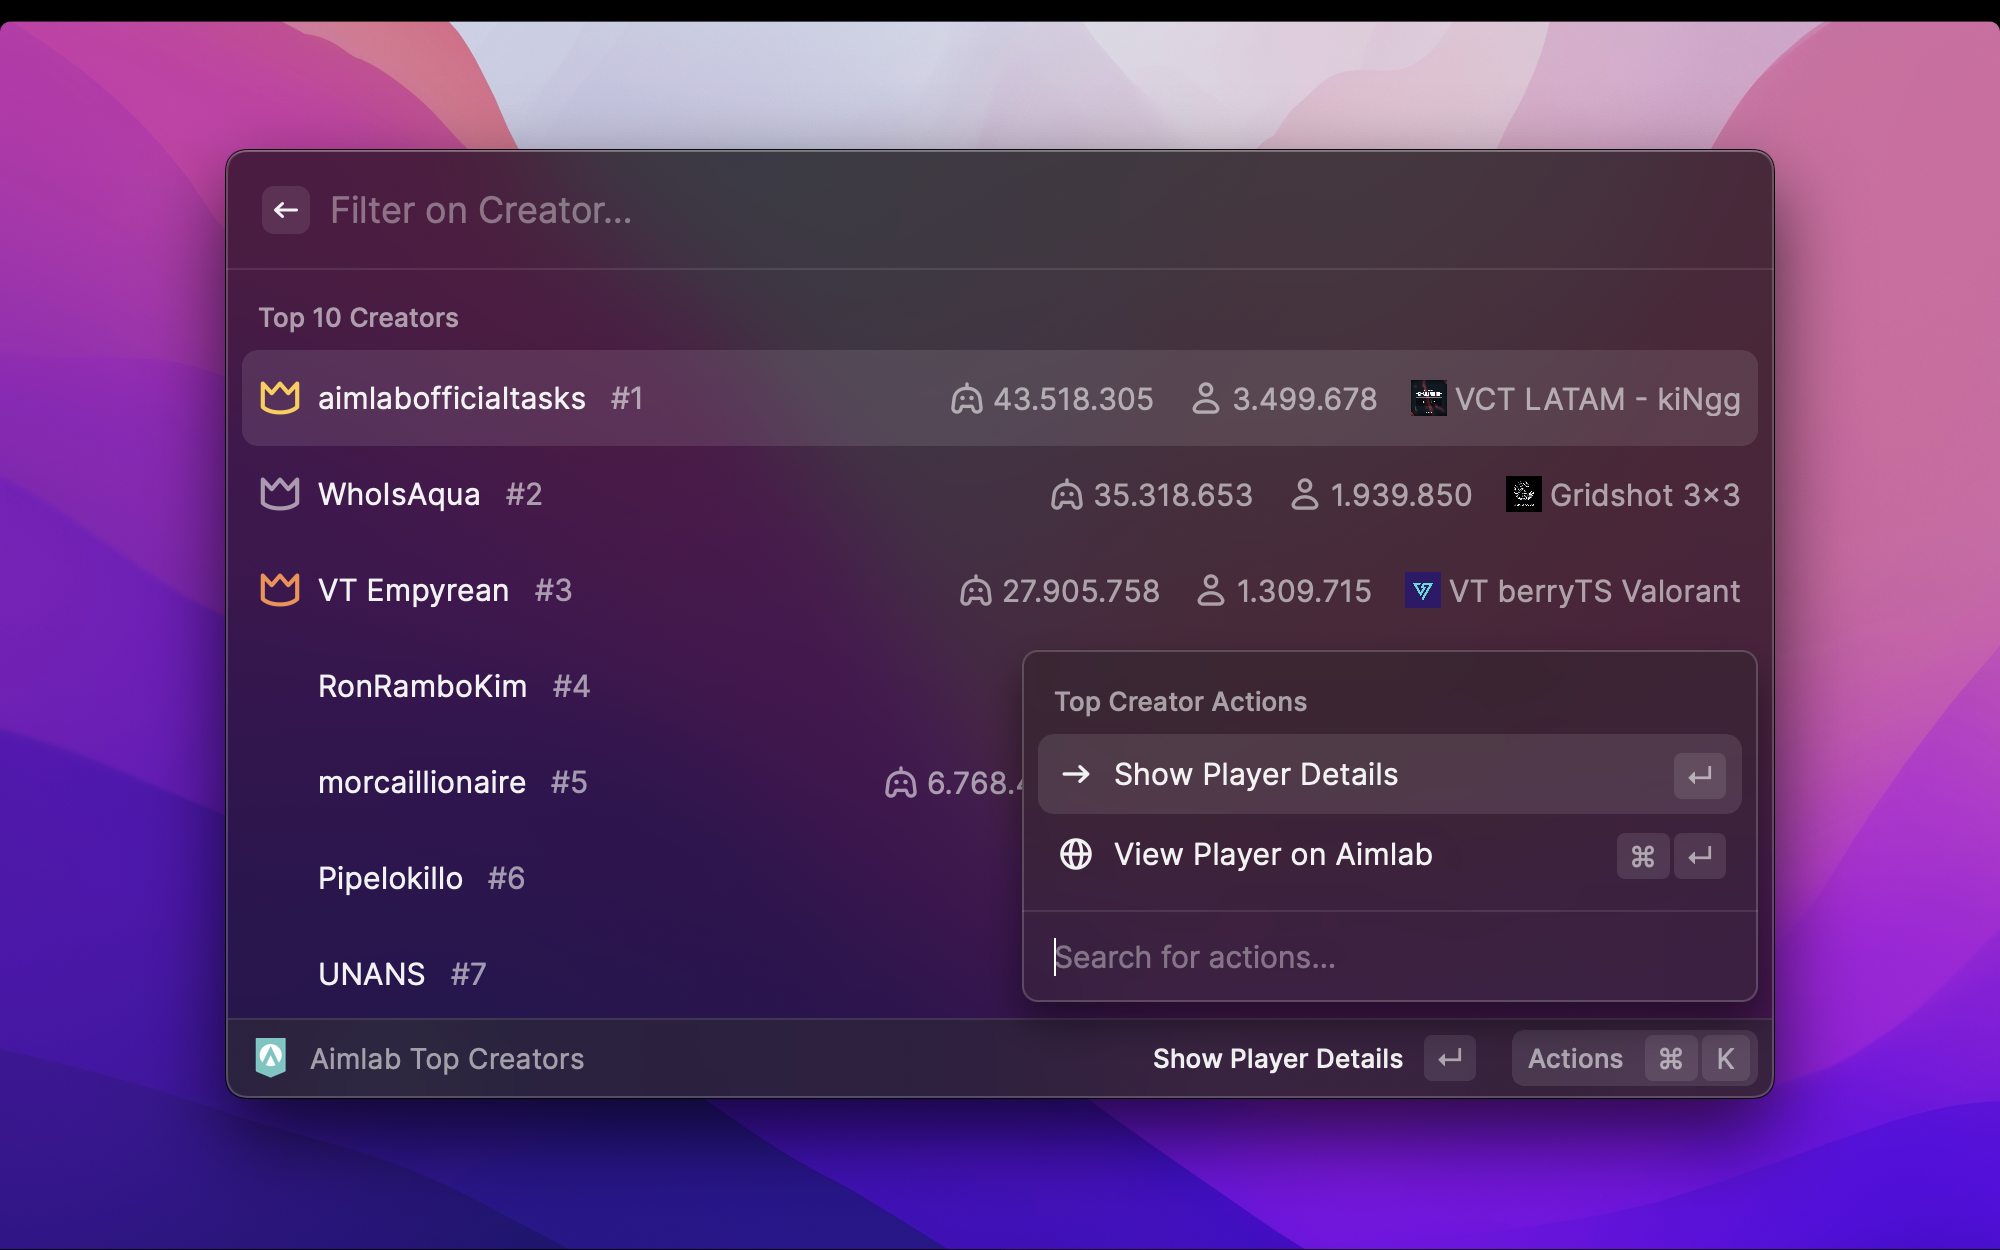 Filter on Creator...
Top 10 Creators
aimlabofficialtasks #1 43.518.305 3.499.678 VCT LATAM - kiNgg
WhoIsAqua #2 35.318.653 1.939.850 Gridshot 3×3
VT Empyrean #3 27.905.758 1.309.715 VT berryTS Valorant
RonRamboKim #4
morcaillionaire #5 6.768.4
Pipelokillo #6
UNANS #7
Top Creator Actions
Show Player Details
View Player on Aimlab ⌘
Search for actions...
Aimlab Top Creators Show Player Details Actions ⌘ K